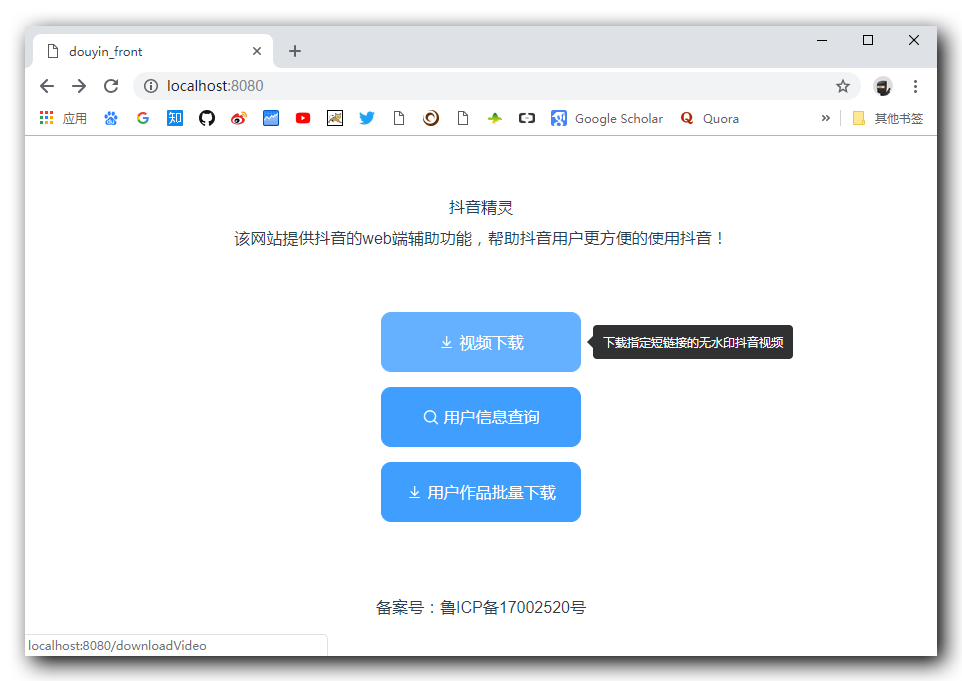 douyin_front
localhost:8080
应用
知
Google Scholar
Quora
其他书签
抖音精灵
该网站提供抖音的web端辅助功能，帮助抖音用户更方便的使用抖音！
视频下载
下载指定短链接的无水印抖音视频
用户信息查询
用户作品批量下载
备案号：鲁ICP备17002520号
localhost:8080/downloadVideo